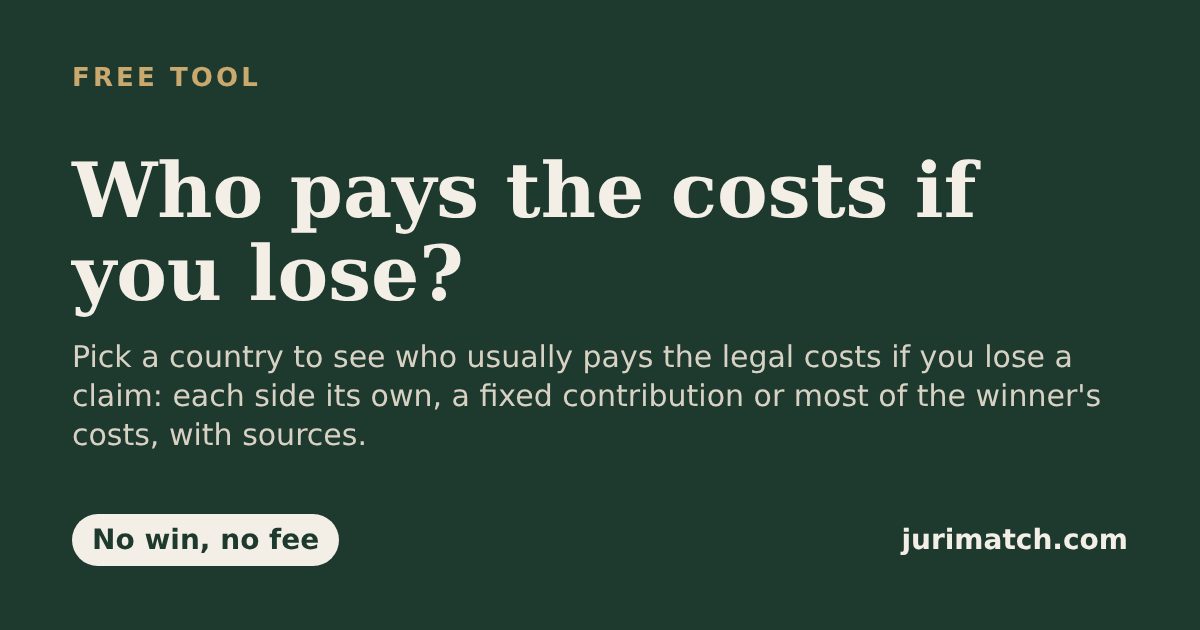 FREE TOOL
Who pays the costs if
you lose?
Pick a country to see who usually pays the legal costs if you lose a
claim: each side its own, a fixed contribution or most of the winner's
costs, with sources.
No win, no fee
jurimatch.com